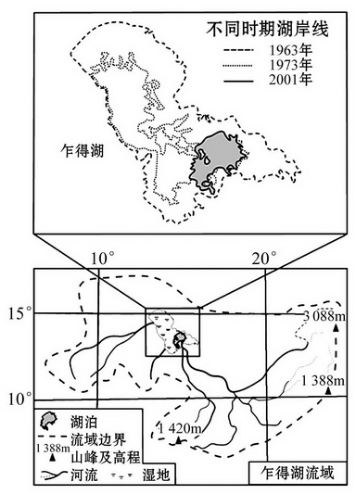 不同时期湖岸线
1963年
1973年
2001年
乍得湖
10° 20°
15°
3 088m
1 388m
10°
1 420m
湖泊
流域边界
1 388m 山峰及高程
河流 湿地
乍得湖流域